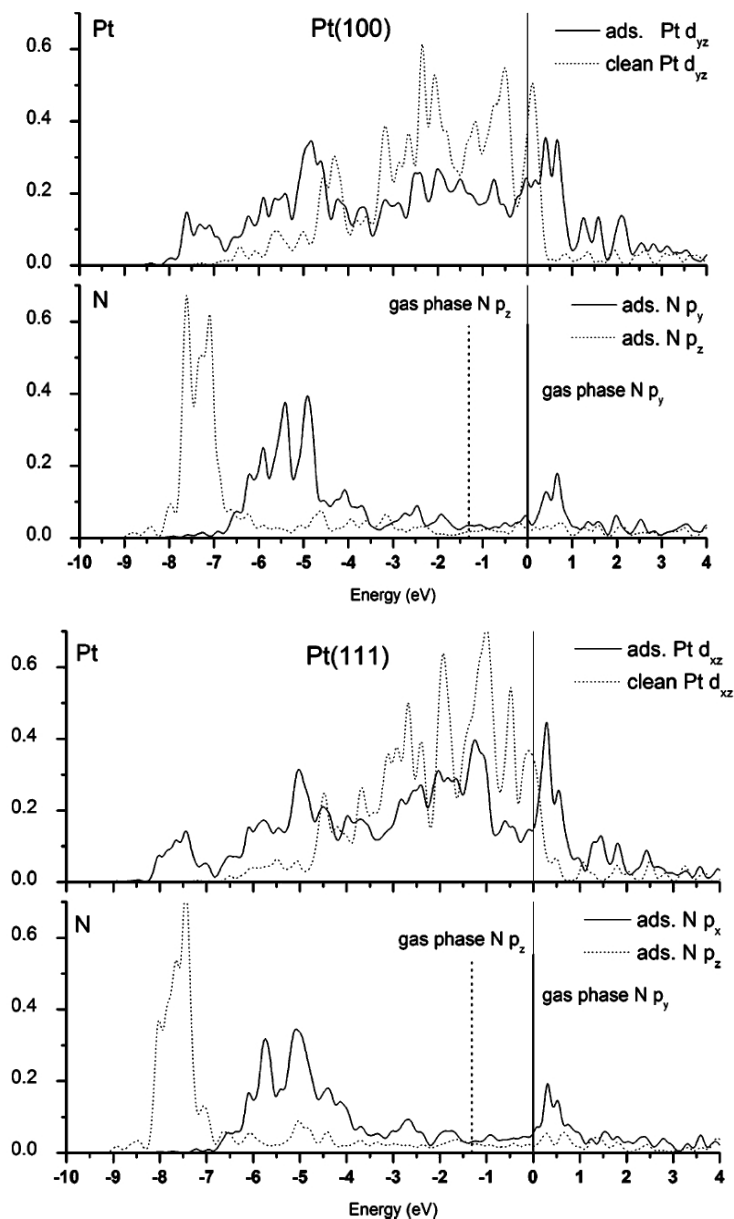 Pt
Pt(100)
ads. Pt dyz
clean Pt dyz
0.6
0.4
0.2
0.0
N
gas phase N pz
ads. N py
ads. N pz
gas phase N py
0.6
0.4
0.2
0.0
-10 -9 -8 -7 -6 -5 -4 -3 -2 -1 0 1 2 3 4
Energy (eV)
Pt
Pt(111)
ads. Pt dxz
clean Pt dxz
0.6
0.4
0.2
0.0
N
gas phase N pz
ads. N px
ads. N pz
gas phase N py
0.6
0.4
0.2
0.0
-10 -9 -8 -7 -6 -5 -4 -3 -2 -1 0 1 2 3 4
Energy (eV)